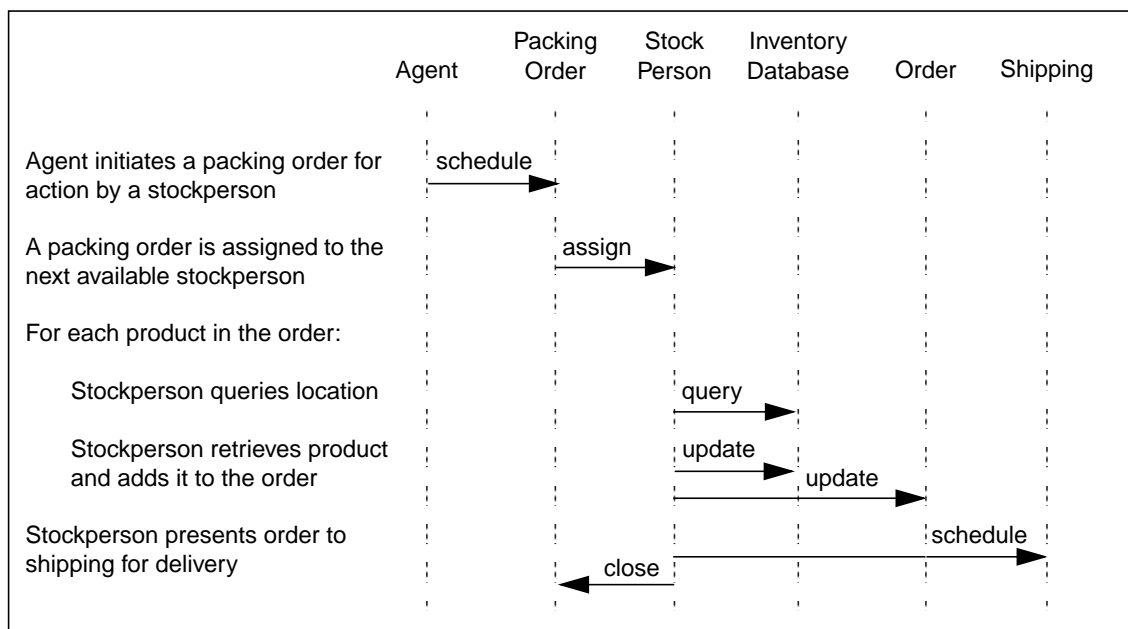 Agent
Packing
Order
Stock
Person
Inventory
Database
Order
Shipping
Agent initiates a packing order for
action by a stockperson
schedule
A packing order is assigned to the
next available stockperson
assign
For each product in the order:
Stockperson queries location
query
Stockperson retrieves product
and adds it to the order
update
update
Stockperson presents order to
shipping for delivery
schedule
close